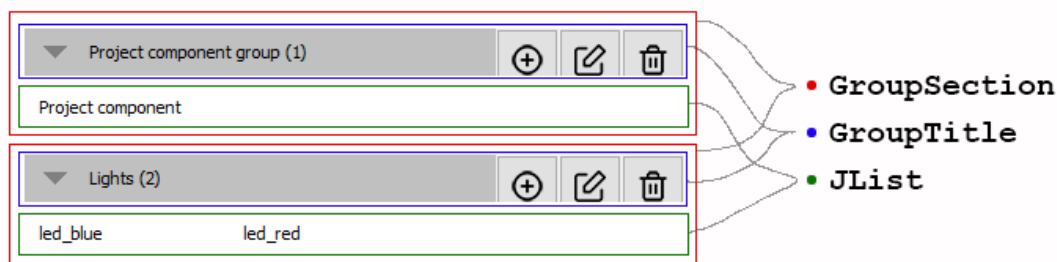 Project component group (1)
GroupSection
Project component
GroupTitle
Lights (2)
JList
led_blue led_red